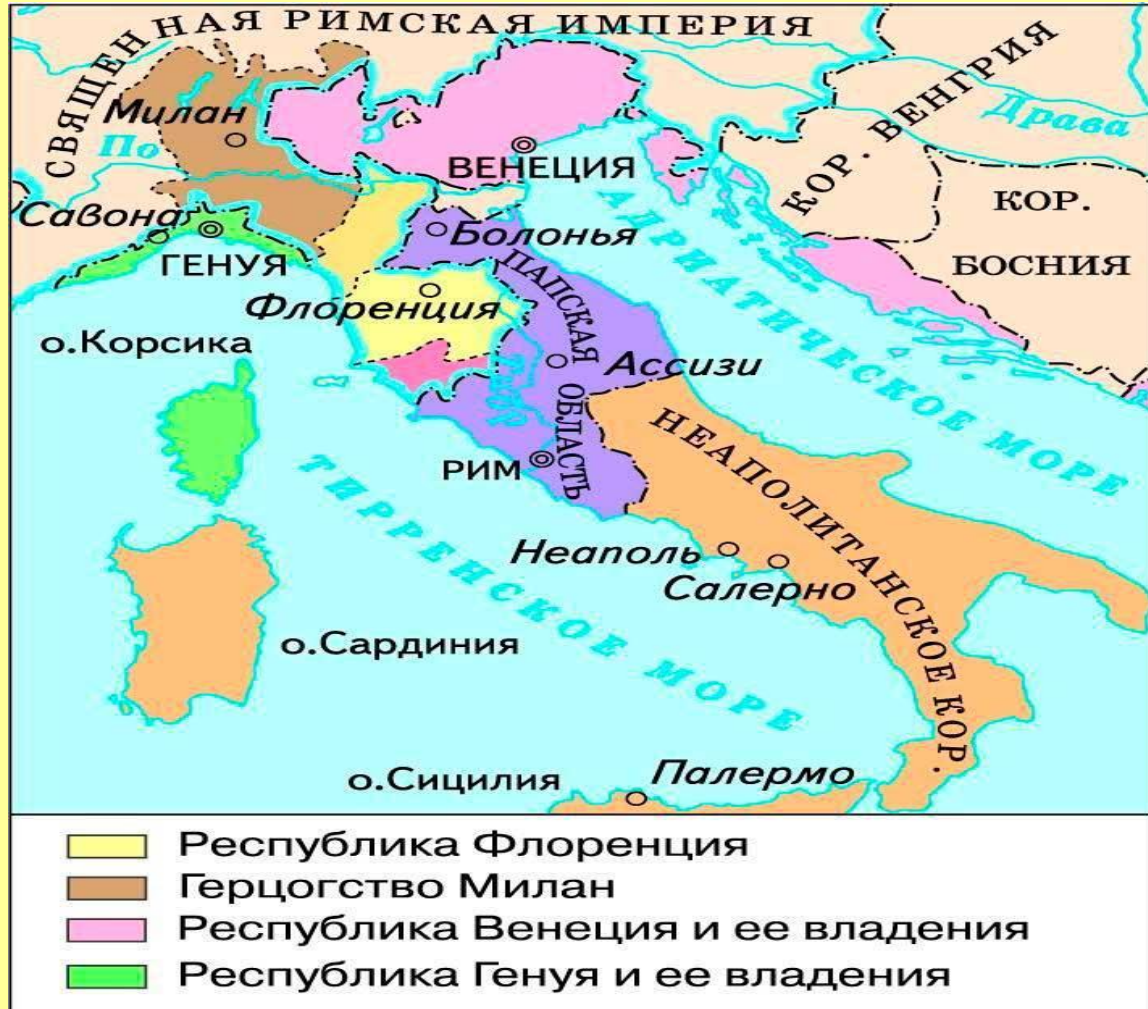 СВЯЩЕННАЯ РИМСКАЯ ИМПЕРИЯ
Милан
По
ВЕНЕЦИЯ
КОР. ВЕНГРИЯ
Драва
КОР.
БОСНИЯ
Савона
ГЕНУЯ
Болонья
АДРИАТИЧЕСКОЕ МОРЕ
ПАПСКАЯ ОБЛАСТЬ
Флоренция
о.Корсика
Ассизи
Тибр
РИМ
НЕАПОЛИТАНСКОЕ КОР.
ТИРРЕНСКОЕ МОРЕ
Неаполь
Салерно
о.Сардиния
о.Сицилия
Палермо
Республика Флоренция
Герцогство Милан
Республика Венеция и ее владения
Республика Генуя и ее владения